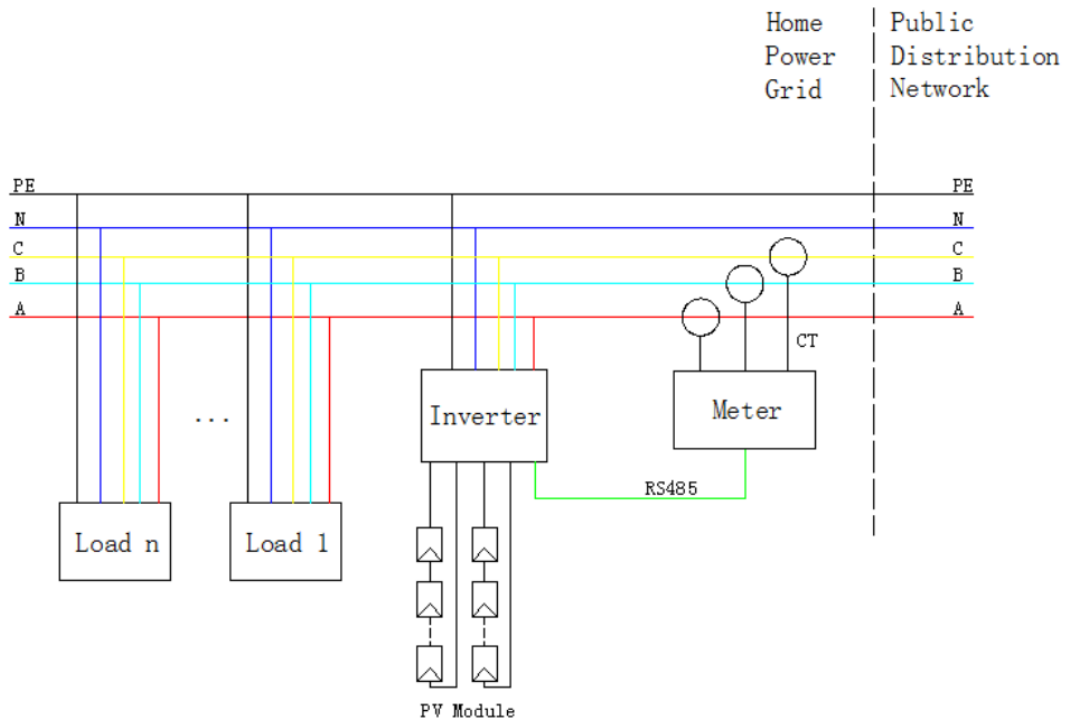 Home
Power
Grid
Public
Distribution
Network
PE
PE
N
N
C
C
B
B
A
A
CT
Inverter
Meter
...
RS485
Load n
Load 1
PV Module